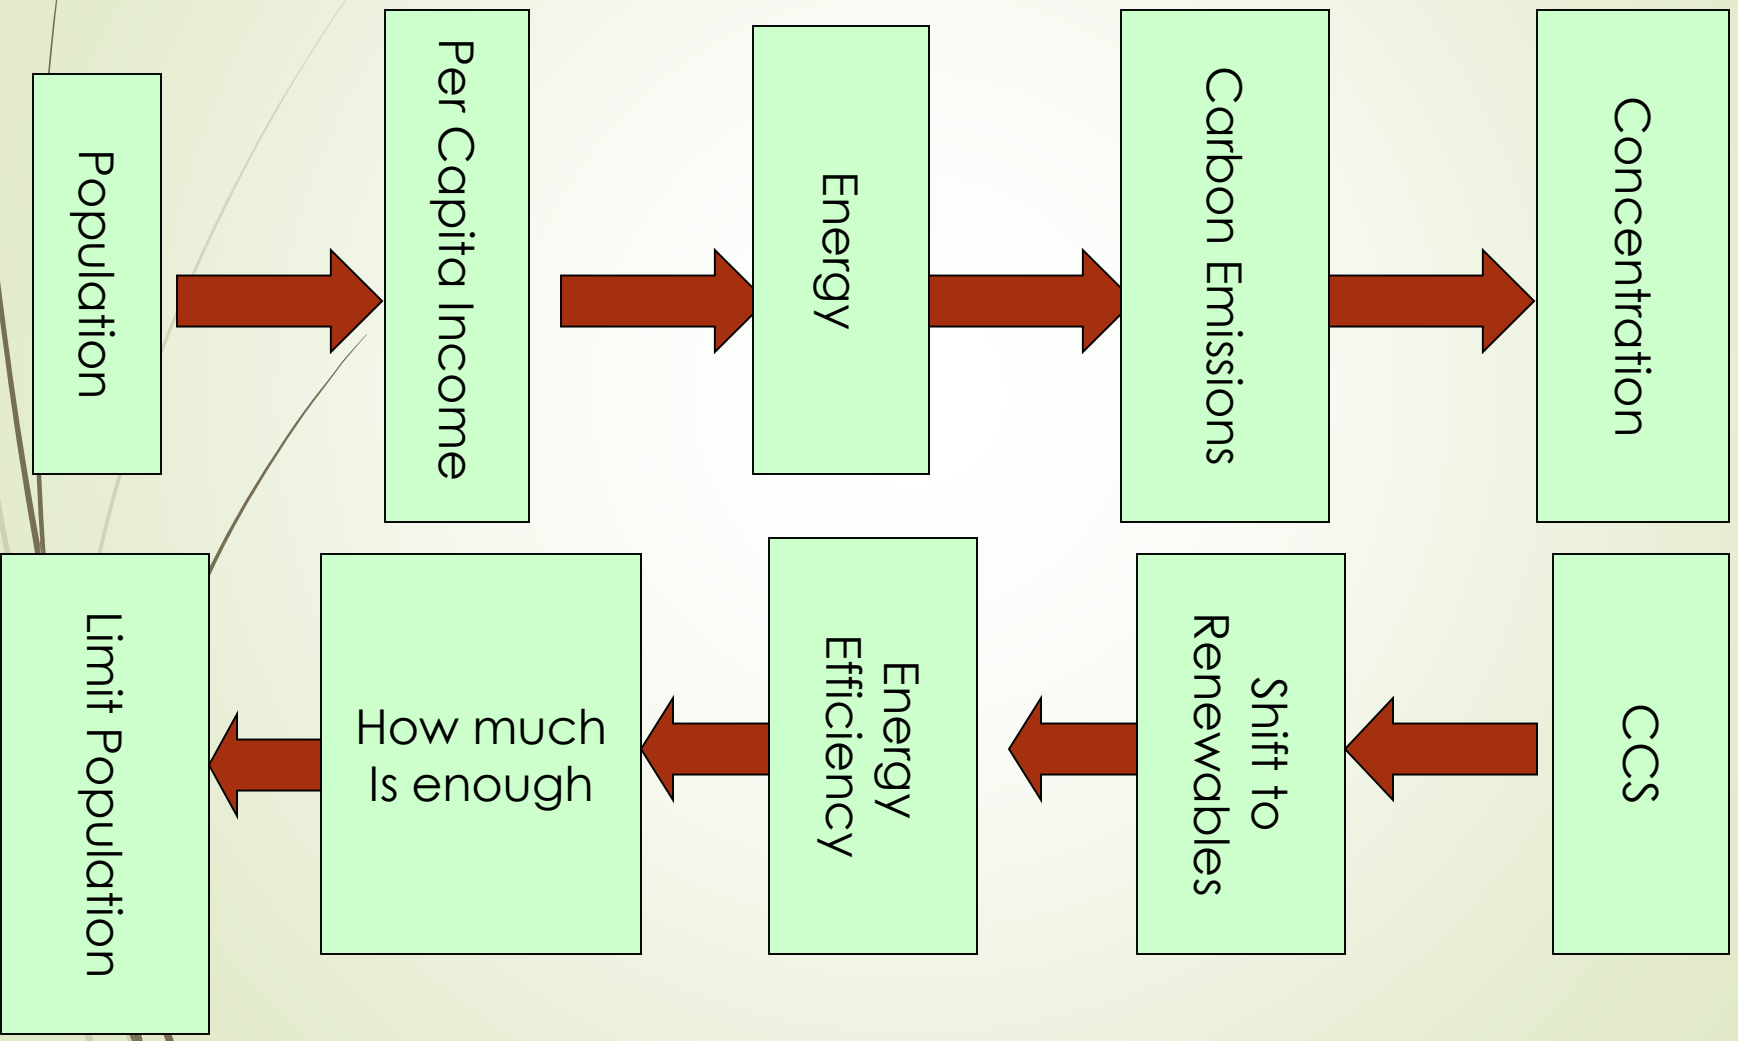 Population
Per Capita Income
Energy
Carbon Emissions
Concentration
Limit Population
How much
Is enough
Energy
Efficiency
Shift to
Renewables
CCS